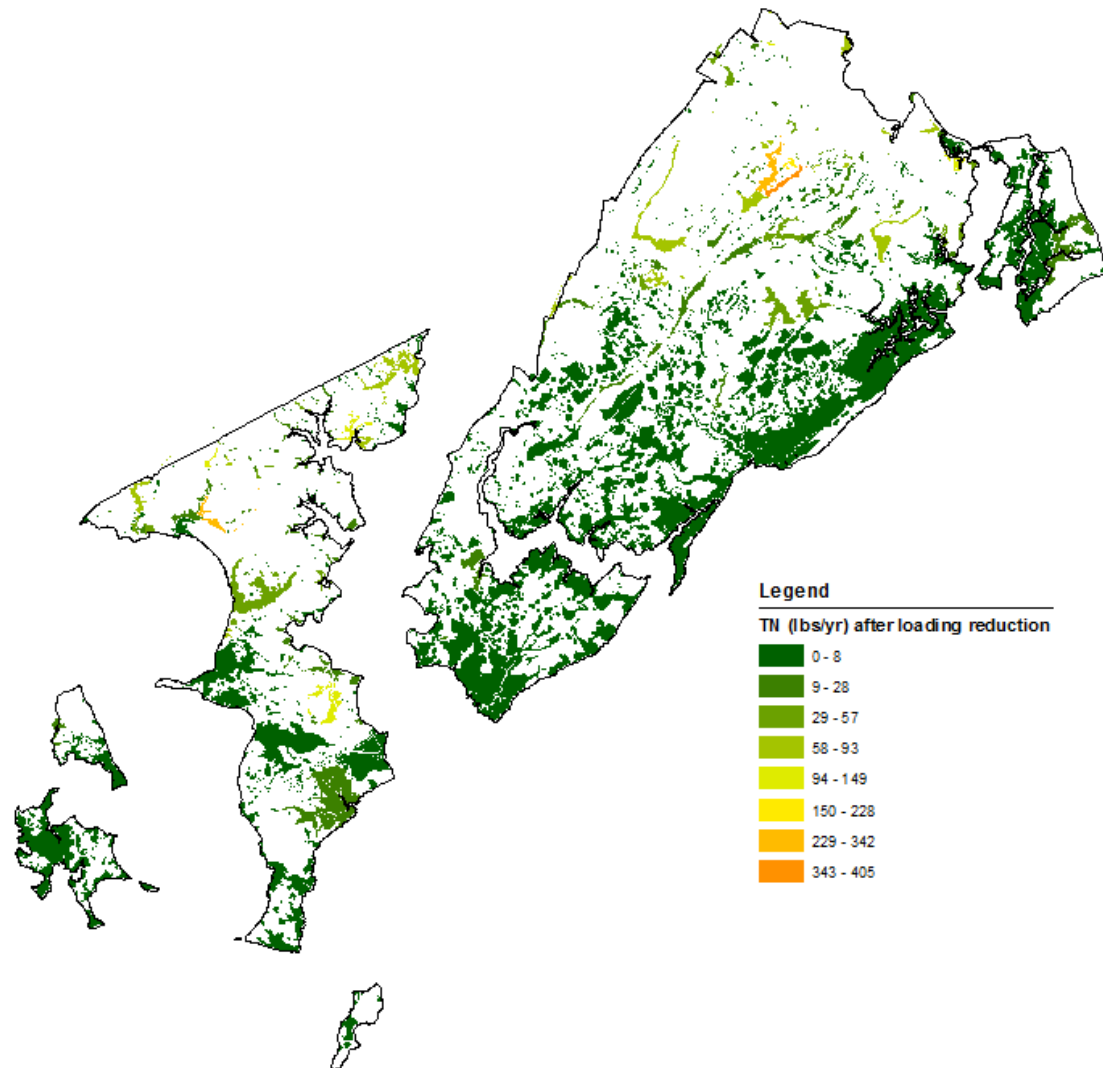 Legend
TN (lbs/yr) after loading reduction
0 - 8
9 - 28
29 - 57
58 - 93
94 - 149
150 - 228
229 - 342
343 - 405